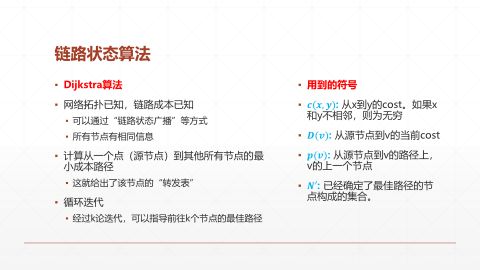 链路状态算法
Dijkstra算法
网络拓扑已知，链路成本已知
可以通过“链路状态广播”等方式
所有节点有相同信息
计算从一个点（源节点）到其他所有节点的最
小成本路径
这就给出了该节点的“转发表”
循环迭代
经过k论迭代，可以指导前往k个节点的最佳路径
用到的符号
c(x, y): 从x到y的cost。如果x
和y不相邻，则为无穷
D(v): 从源节点到v的当前cost
p(v): 从源节点到v的路径上，
v的上一个节点
N': 已经确定了最佳路径的节
点构成的集合。